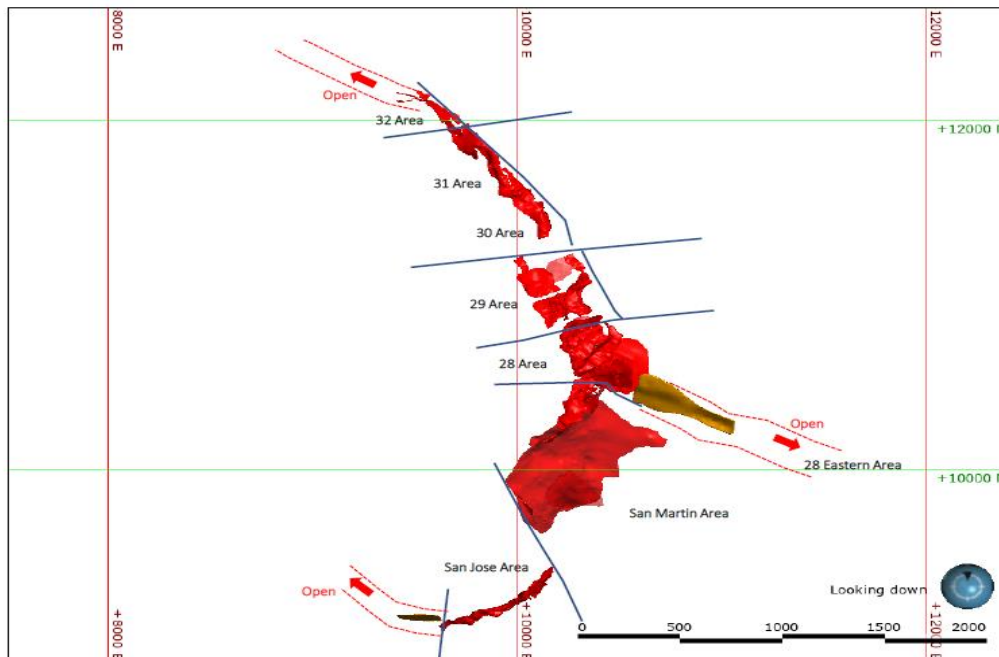 8000 E
10000 E
12000 E
Open
32 Area
+12000
31 Area
30 Area
29 Area
28 Area
Open
28 Eastern Area
+10000
San Martin Area
San Jose Area
Open
Looking down
+8000 E
+10000 E
+12000 E
0 500 1000 1500 2000